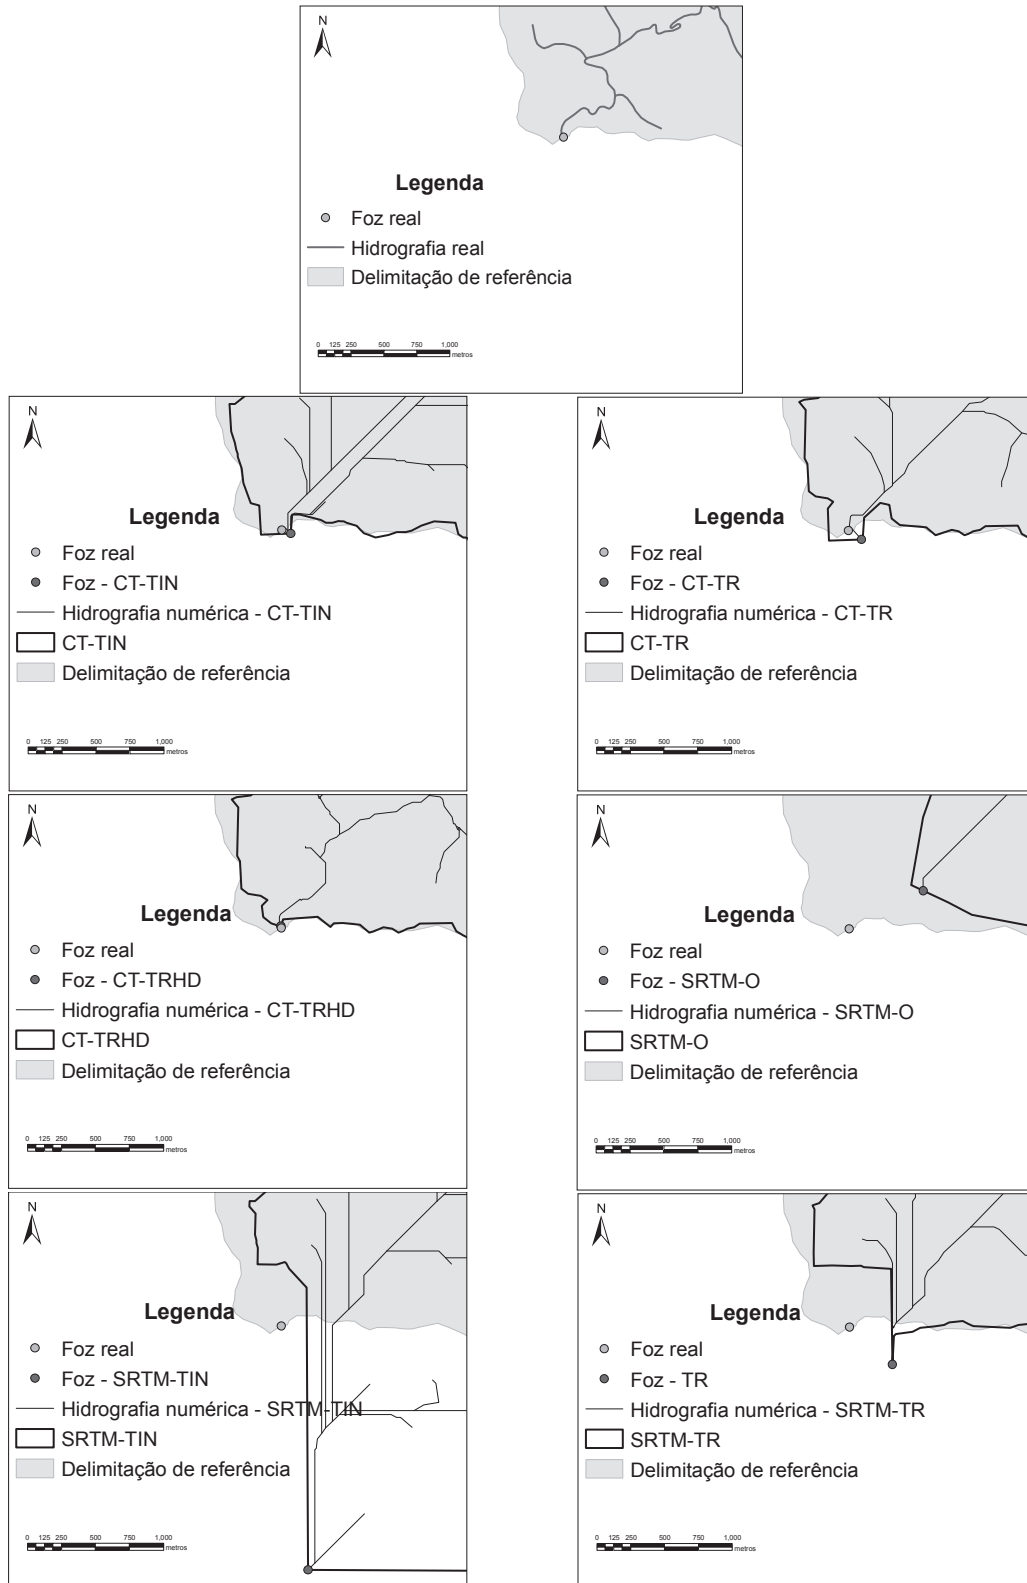 N
Legenda
Foz real
Hidrografia real
Delimitação de referência
0 125 250 500 750 1,000
metros
N
Legenda
Foz real
Foz - CT-TIN
Hidrografia numérica - CT-TIN
CT-TIN
Delimitação de referência
0 125 250 500 750 1,000
metros
N
Legenda
Foz real
Foz - CT-TR
Hidrografia numérica - CT-TR
CT-TR
Delimitação de referência
0 125 250 500 750 1,000
metros
N
Legenda
Foz real
Foz - CT-TRHD
Hidrografia numérica - CT-TRHD
CT-TRHD
Delimitação de referência
0 125 250 500 750 1,000
metros
N
Legenda
Foz real
Foz - SRTM-O
Hidrografia numérica - SRTM-O
SRTM-O
Delimitação de referência
0 125 250 500 750 1,000
metros
N
Legenda
Foz real
Foz - SRTM-TIN
Hidrografia numérica - SRTM-TIN
SRTM-TIN
Delimitação de referência
0 125 250 500 750 1,000
metros
N
Legenda
Foz real
Foz - TR
Hidrografia numérica - SRTM-TR
SRTM-TR
Delimitação de referência
0 125 250 500 750 1,000
metros